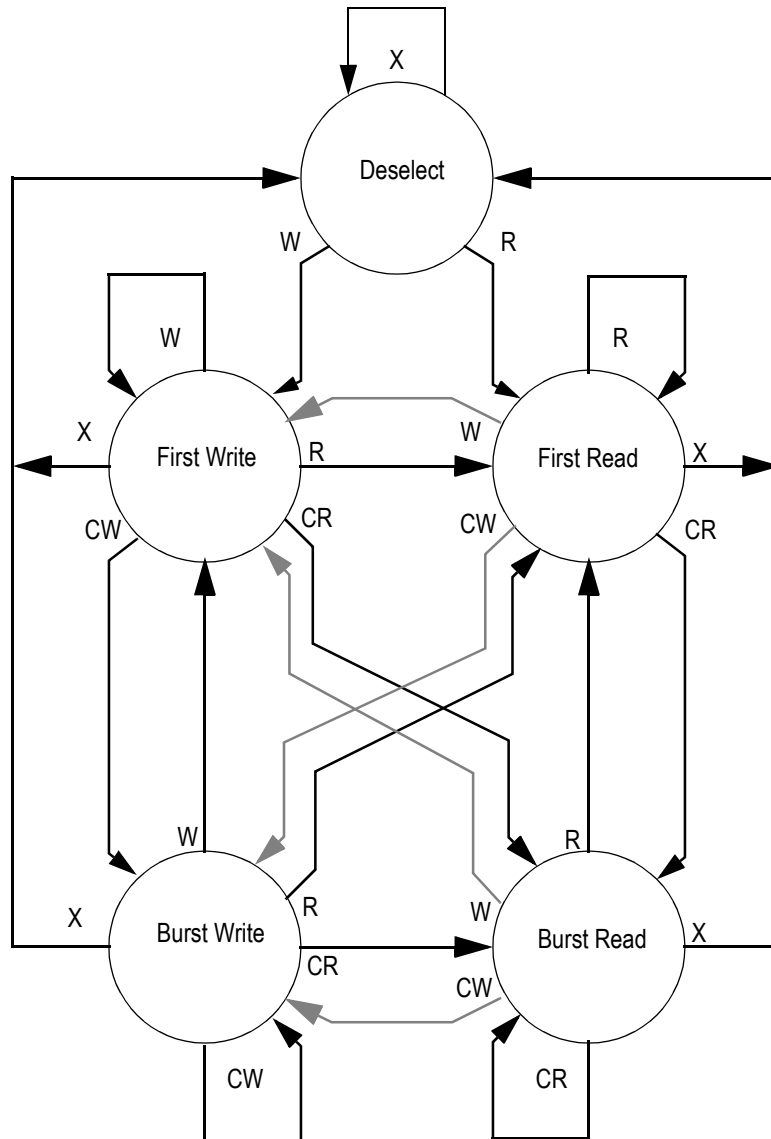 X
Deselect
W
R
W
R
X
First Write
R
W
First Read
X
CW
CR
CW
CR
W
R
X
Burst Write
R
W
Burst Read
X
CR
CW
CW
CR